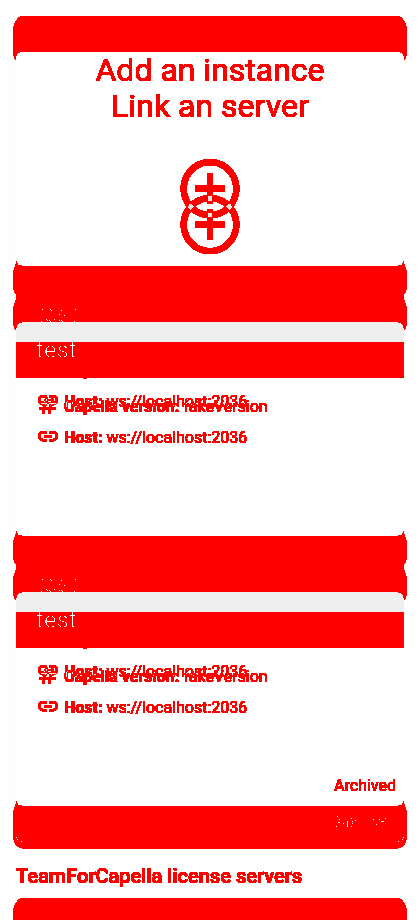 Add an instance
Link an server
test
Host: ws://localhost:2036
Capella version: fakeversion
Host: ws://localhost:2036
test
Host: ws://localhost:2036
Capella version: fakeversion
Host: ws://localhost:2036
Archived
TeamForCapella license servers